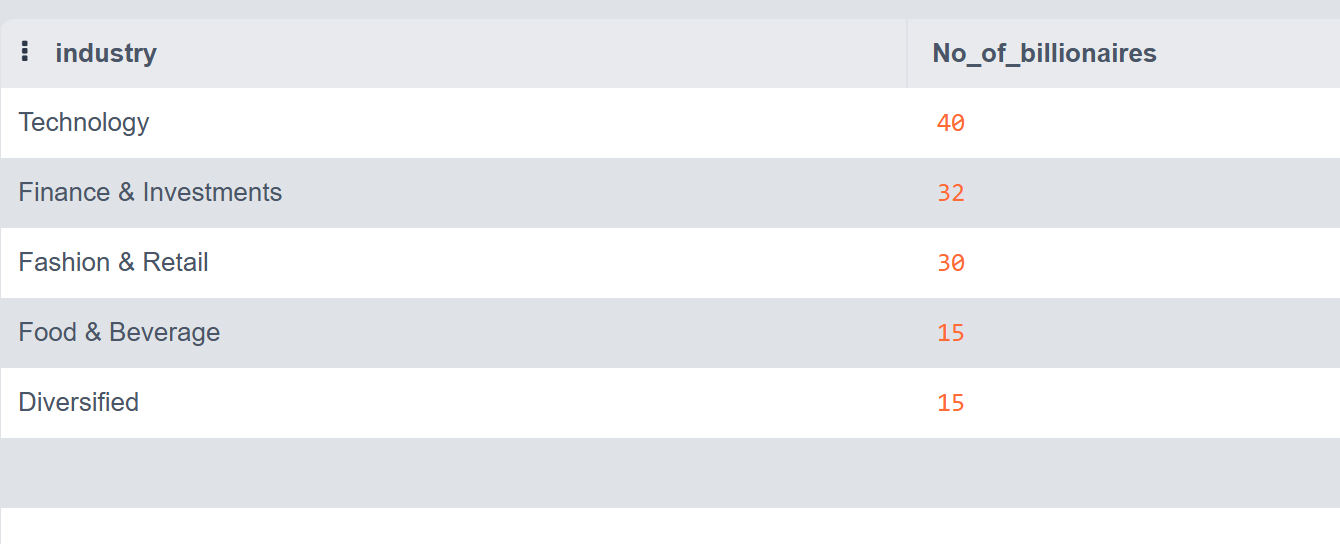 industry No_of_billionaires
Technology 40
Finance & Investments 32
Fashion & Retail 30
Food & Beverage 15
Diversified 15